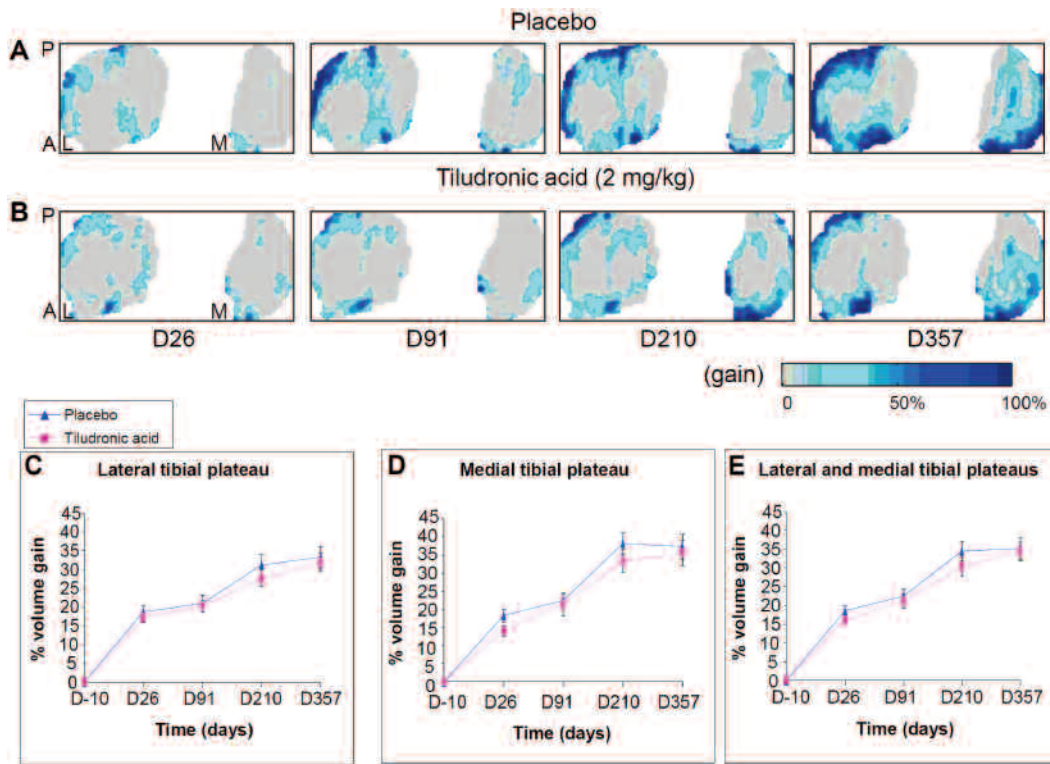 Placebo
A P
A L M
Tiludronic acid (2 mg/kg)
B P
A L M
D26 D91 D210 D357
(gain)
0 50% 100%
Placebo
Tiludronic acid
C Lateral tibial plateau
% volume gain
45
40
35
30
25
20
15
10
5
0
D-10 D26 D91 D210 D357
Time (days)
D Medial tibial plateau
% volume gain
45
40
35
30
25
20
15
10
5
0
D-10 D26 D91 D210 D357
Time (days)
E Lateral and medial tibial plateaus
% volume gain
45
40
35
30
25
20
15
10
5
0
D-10 D26 D91 D210 D357
Time (days)